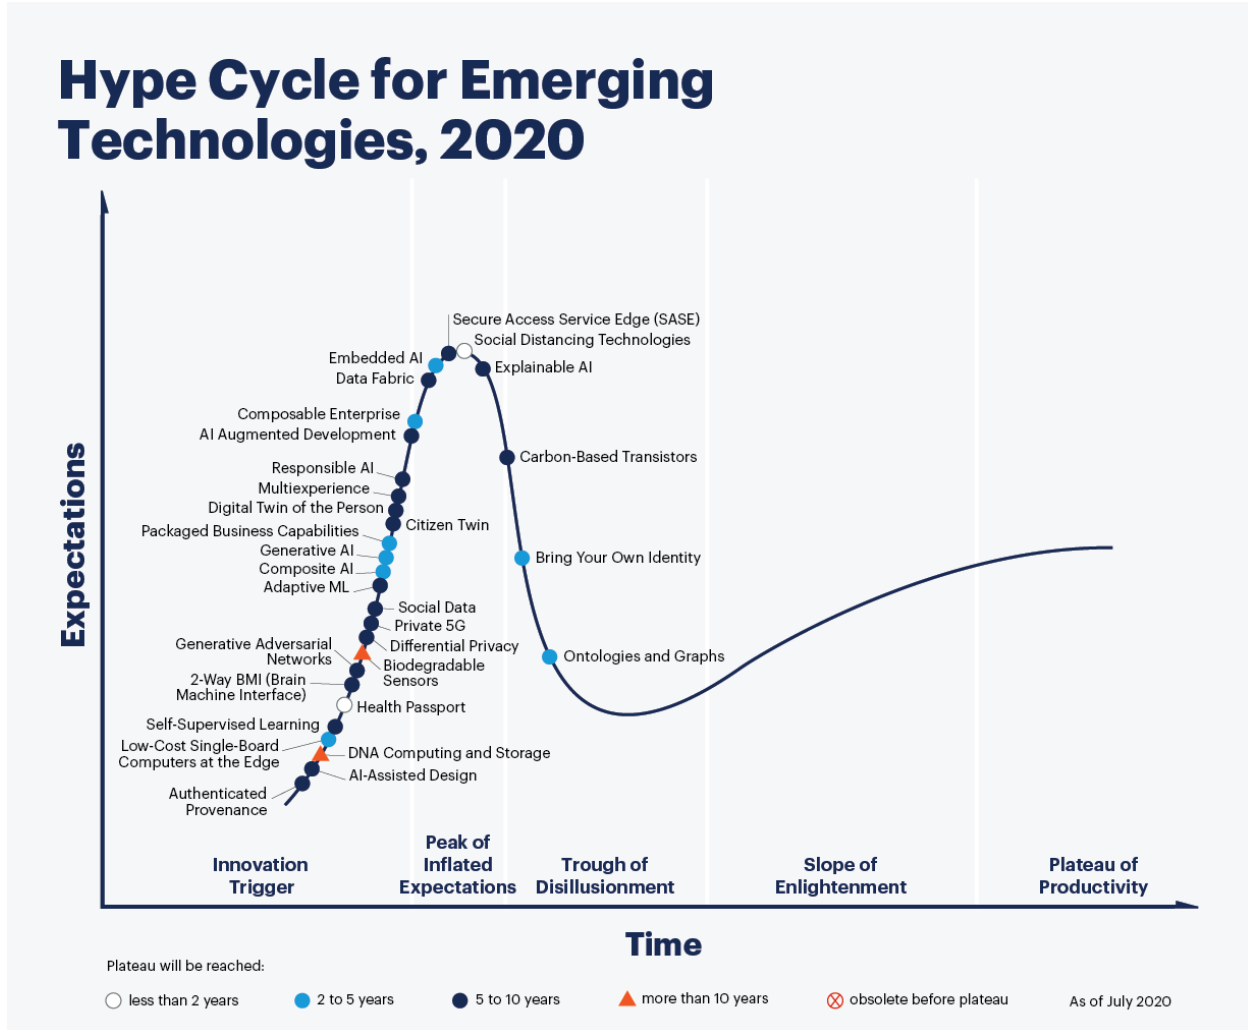 Hype Cycle for Emerging
Technologies, 2020
Expectations
Secure Access Service Edge (SASE)
Social Distancing Technologies
Embedded AI
Explainable AI
Data Fabric
Composable Enterprise
AI Augmented Development
Carbon-Based Transistors
Responsible AI
Multiexperience
Digital Twin of the Person
Citizen Twin
Packaged Business Capabilities
Generative AI
Bring Your Own Identity
Composite AI
Adaptive ML
Social Data
Private 5G
Differential Privacy
Generative Adversarial
Networks
Ontologies and Graphs
Biodegradable
Sensors
2-Way BMI (Brain
Machine Interface)
Health Passport
Self-Supervised Learning
Low-Cost Single-Board
Computers at the Edge
DNA Computing and Storage
AI-Assisted Design
Authenticated
Provenance
Innovation
Trigger
Peak of
Inflated
Expectations
Trough of
Disillusionment
Slope of
Enlightenment
Plateau of
Productivity
Time
Plateau will be reached:
less than 2 years
2 to 5 years
5 to 10 years
more than 10 years
obsolete before plateau
As of July 2020